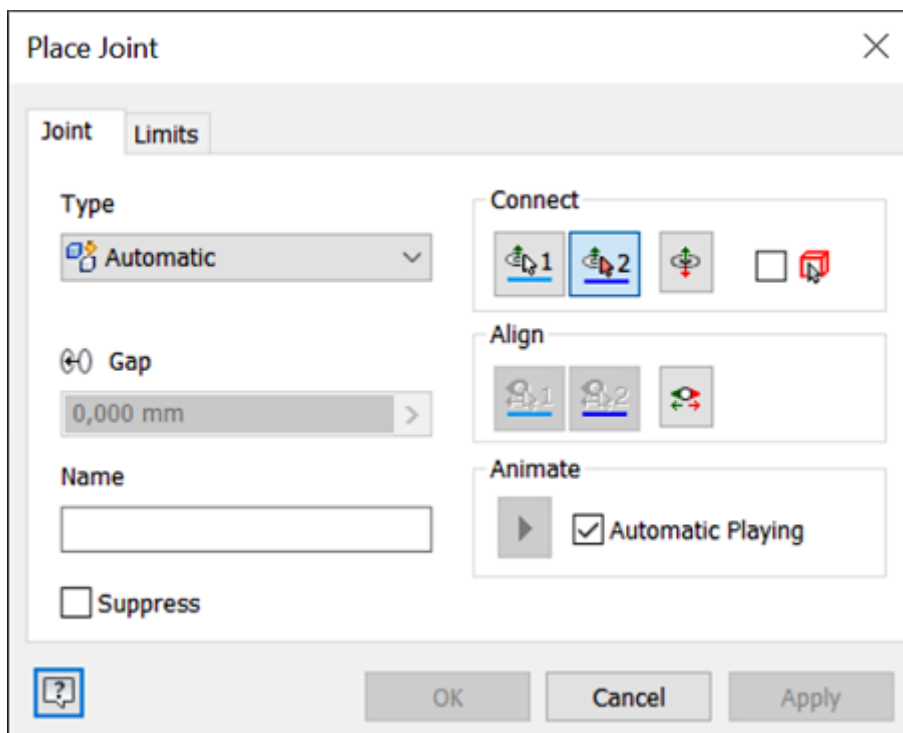 Place Joint
Joint
Limits
Type
Automatic
Gap
0,000 mm
Name
Suppress
Connect
1
2
Align
1
2
Animate
Automatic Playing
?
OK
Cancel
Apply